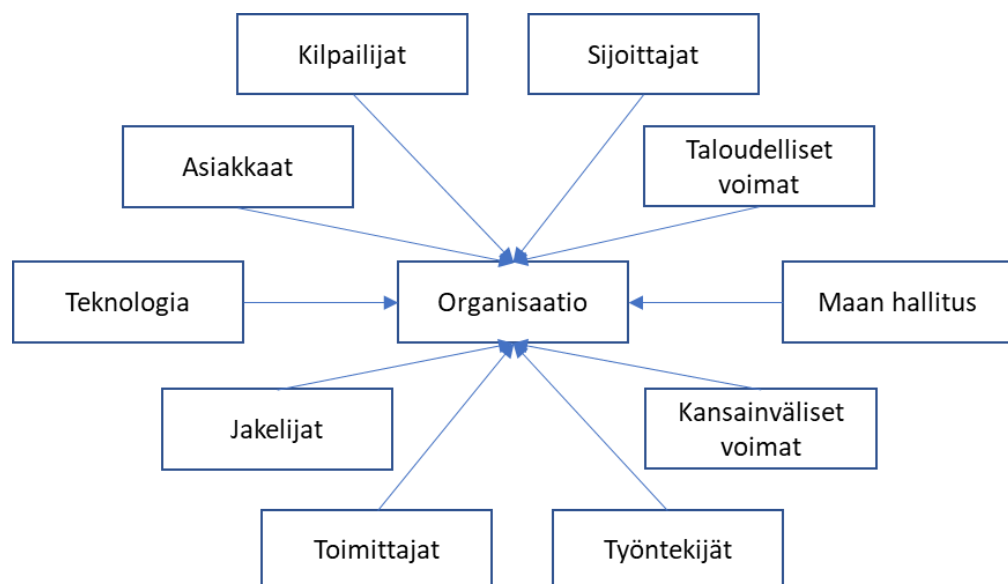 Kilpailijat
Sijoittajat
Asiakkaat
Taloudelliset
voimat
Teknologia
Organisaatio
Maan hallitus
Jakelijat
Kansainväliset
voimat
Toimittajat
Työntekijät